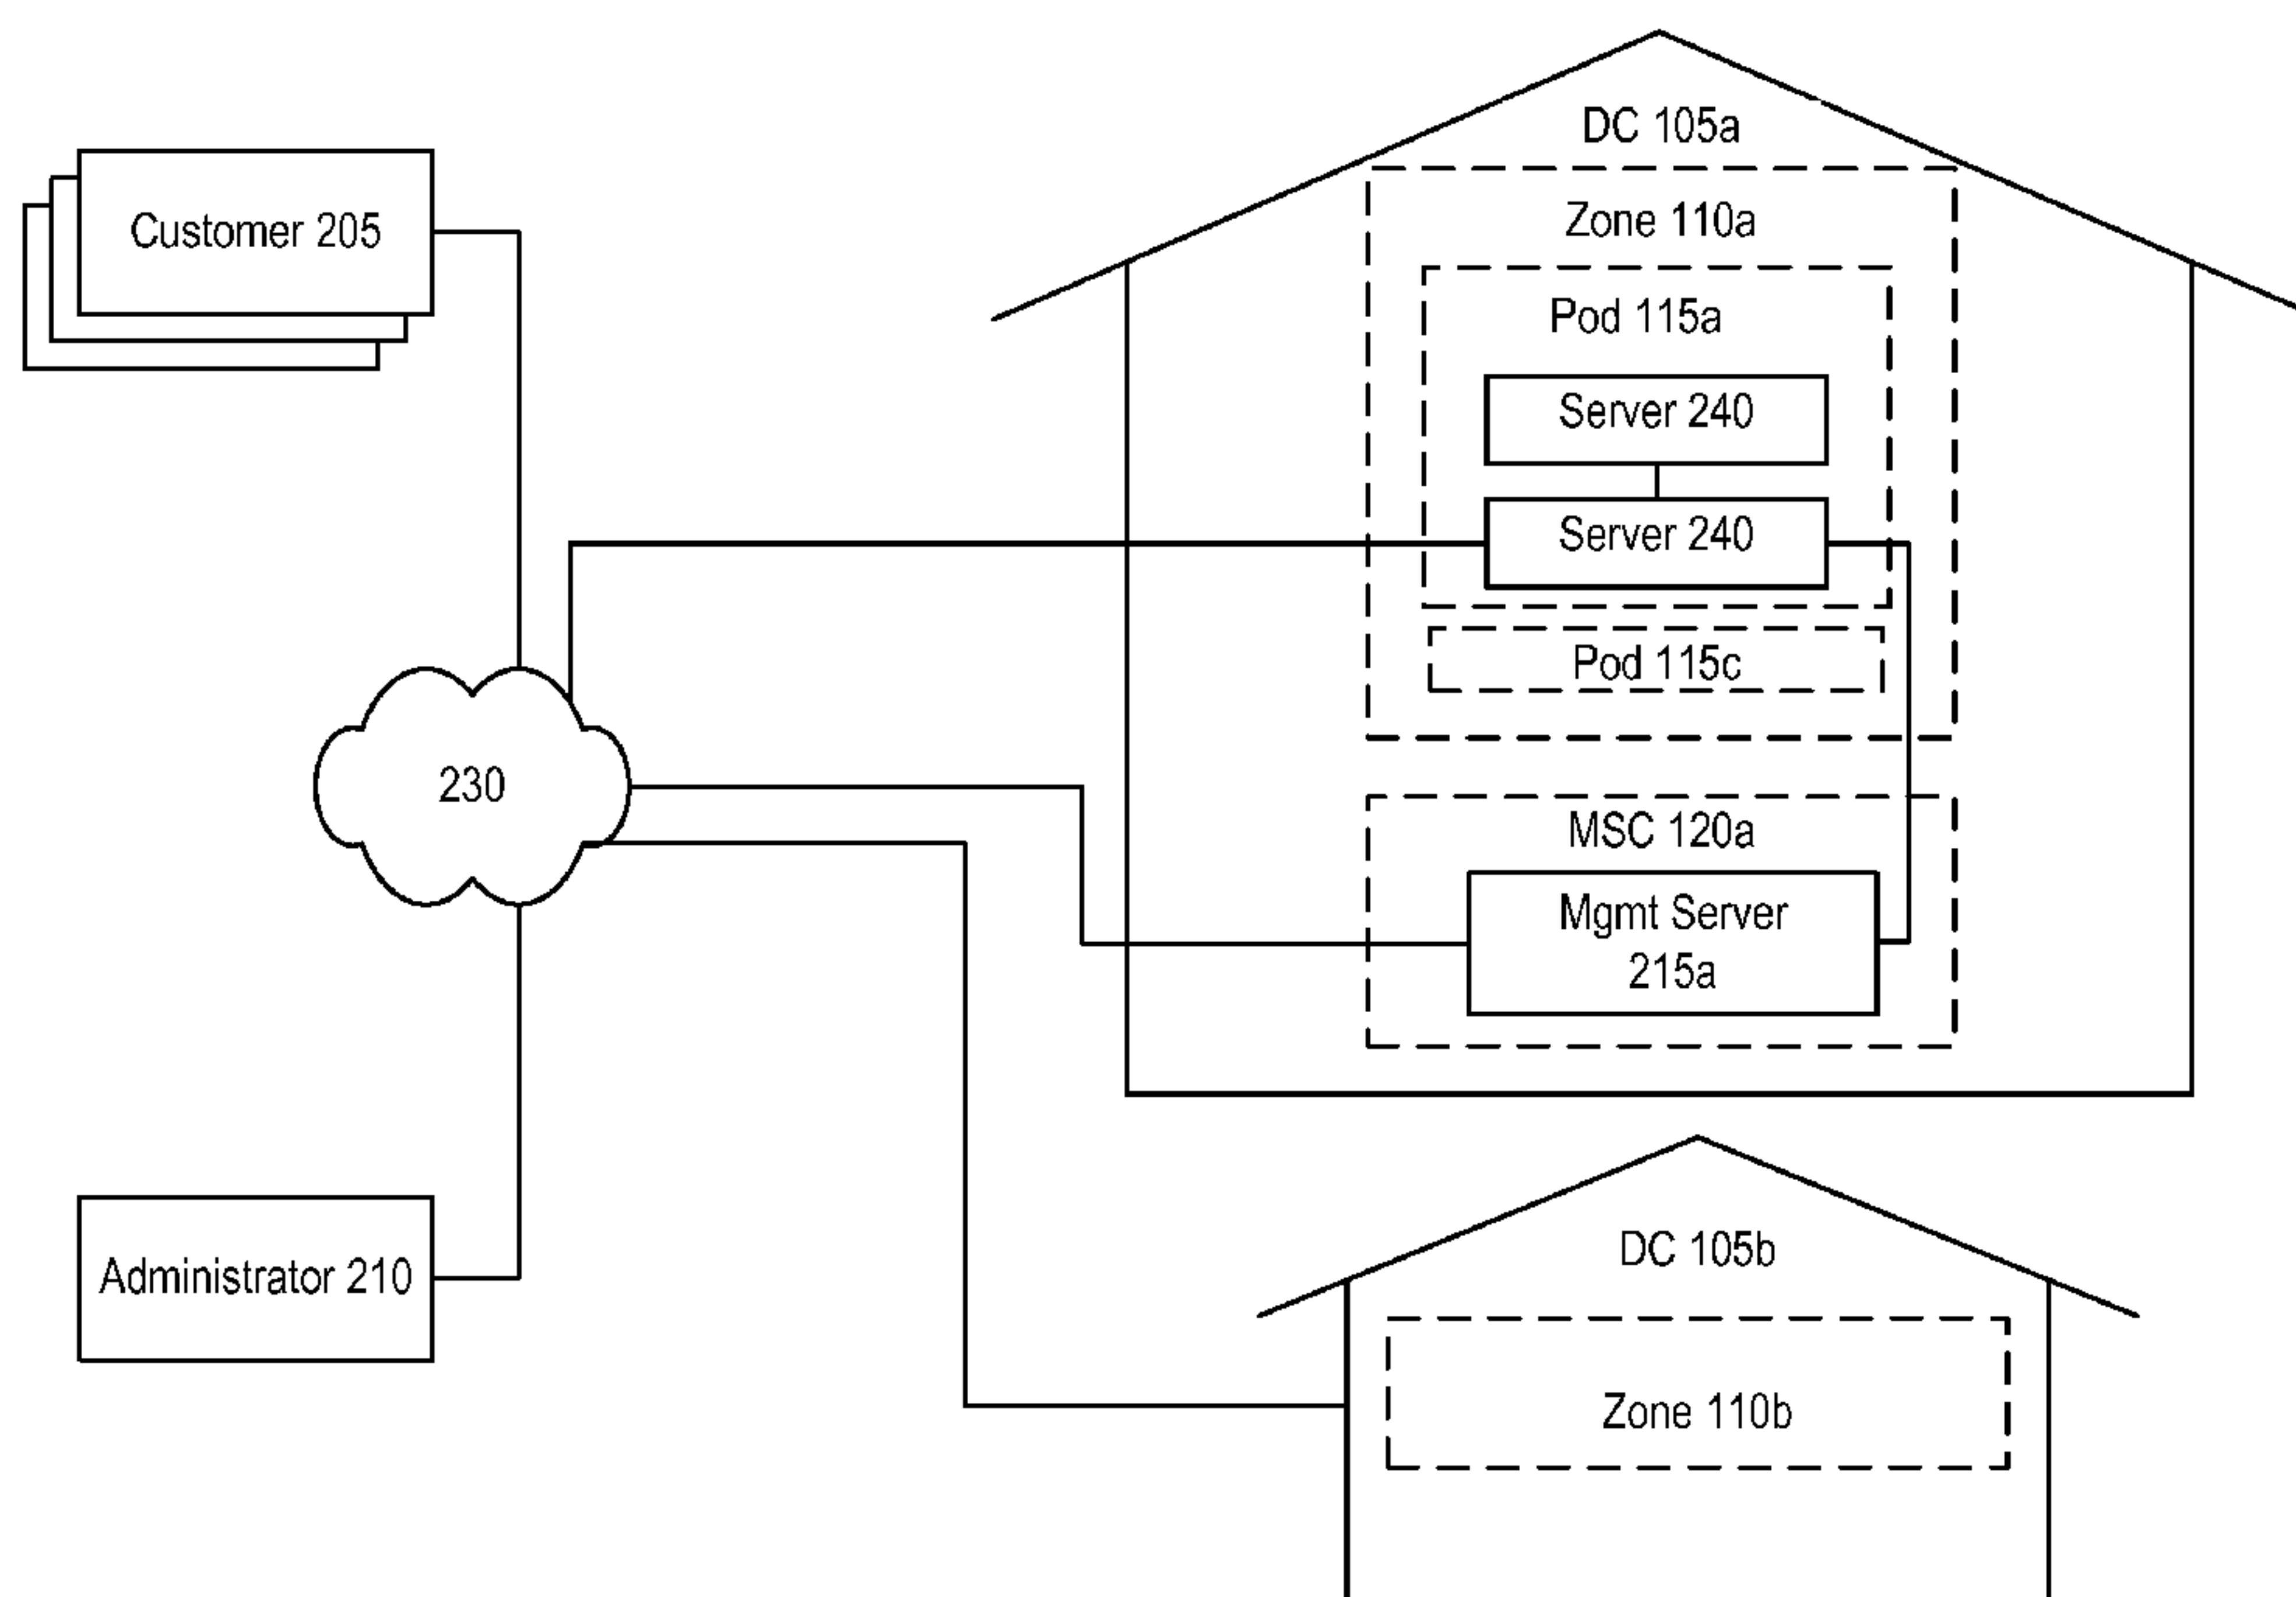 Customer 205
DC 105a
Zone 110a
Pod 115a
Server 240
Server 240
Pod 115c
230
MSC 120a
Mgmt Server
215a
Administrator 210
DC 105b
Zone 110b